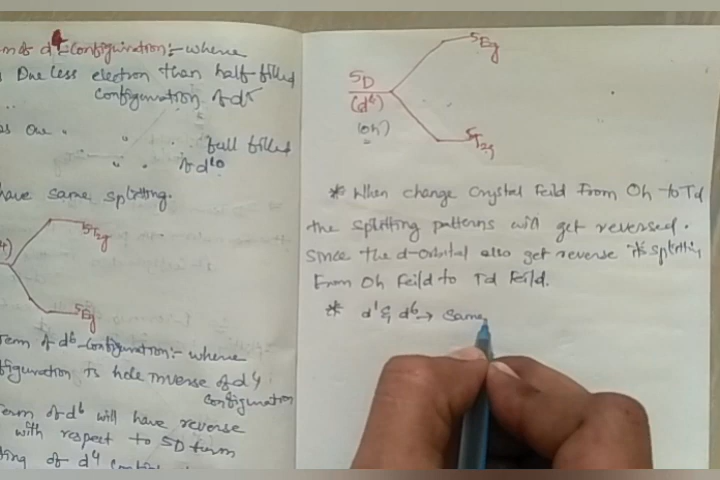 of d4-Configuration:- where
One less electron than half-filled
Configuration of d5
as one " " full filled
" " of d10
have same splitting.
5T2g
5Eg
Term of d6-Configuration:- where
figuration is hole inverse of d4
Configuration
Term of d6 will have reverse
with respect to 5D term
of d4
5Eg
5D
(d6)
(Oh)
5T2g
* When change Crystal Feild From Oh to Td
the splitting patterns will get reversed.
Since the d-orbital also get reverse its splitting
From Oh Feild to Td Feild.
* d1 & d6 → Same